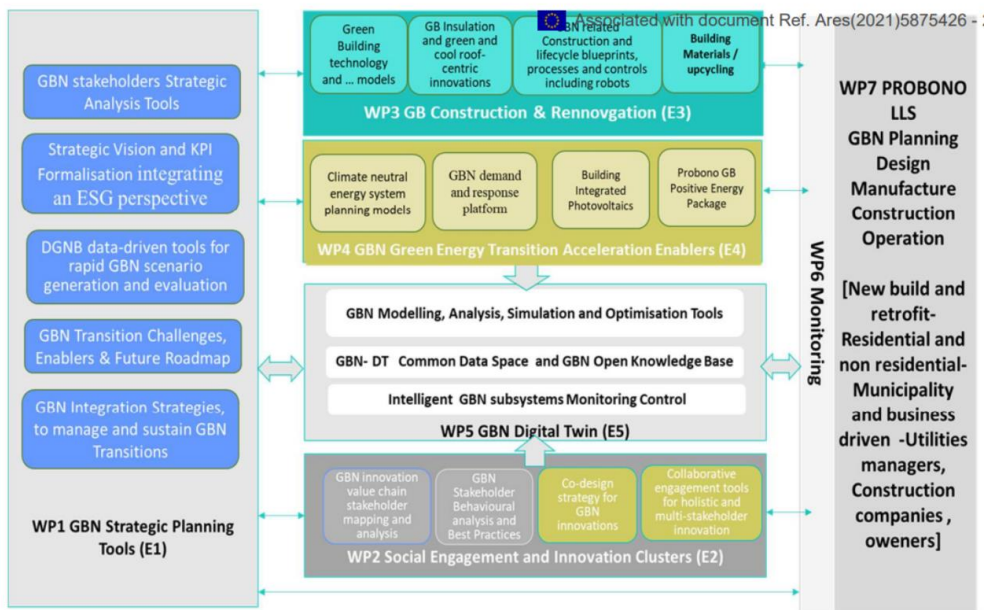 Associated with document Ref. Ares(2021)5875426 -
GBN stakeholders Strategic
Analysis Tools
Strategic Vision and KPI
Formalisation integrating
an ESG perspective
DGNB data-driven tools for
rapid GBN scenario
generation and evaluation
GBN Transition Challenges,
Enablers & Future Roadmap
GBN Integration Strategies,
to manage and sustain GBN
Transitions
WP1 GBN Strategic Planning
Tools (E1)
Green
Building
technology
and ... models
GB Insulation
and green and
cool roof-
centric
innovations
GBN related
Construction and
lifecycle blueprints,
processes and controls
including robots
Building
Materials /
upcycling
WP3 GB Construction & Rennovgation (E3)
Climate neutral
energy system
planning models
GBN demand
and response
platform
Building
Integrated
Photovoltaics
Probono GB
Positive Energy
Package
WP4 GBN Green Energy Transition Acceleration Enablers (E4)
GBN Modelling, Analysis, Simulation and Optimisation Tools
GBN- DT Common Data Space and GBN Open Knowledge Base
Intelligent GBN subsystems Monitoring Control
WP5 GBN Digital Twin (E5)
GBN innovation
value chain
stakeholder
mapping and
analysis
GBN
Stakeholder
Behavioural
analysis and
Best Practices
Co-design
strategy for
GBN
innovations
Collaborative
engagement tools
for holistic and
multi-stakeholder
innovation
WP2 Social Engagement and Innovation Clusters (E2)
WP6 Monitoring
WP7 PROBONO
LLS
GBN Planning
Design
Manufacture
Construction
Operation
[New build and
retrofit-
Residential and
non residential-
Municipality
and business
driven -Utilities
managers,
Construction
companies ,
oweners]